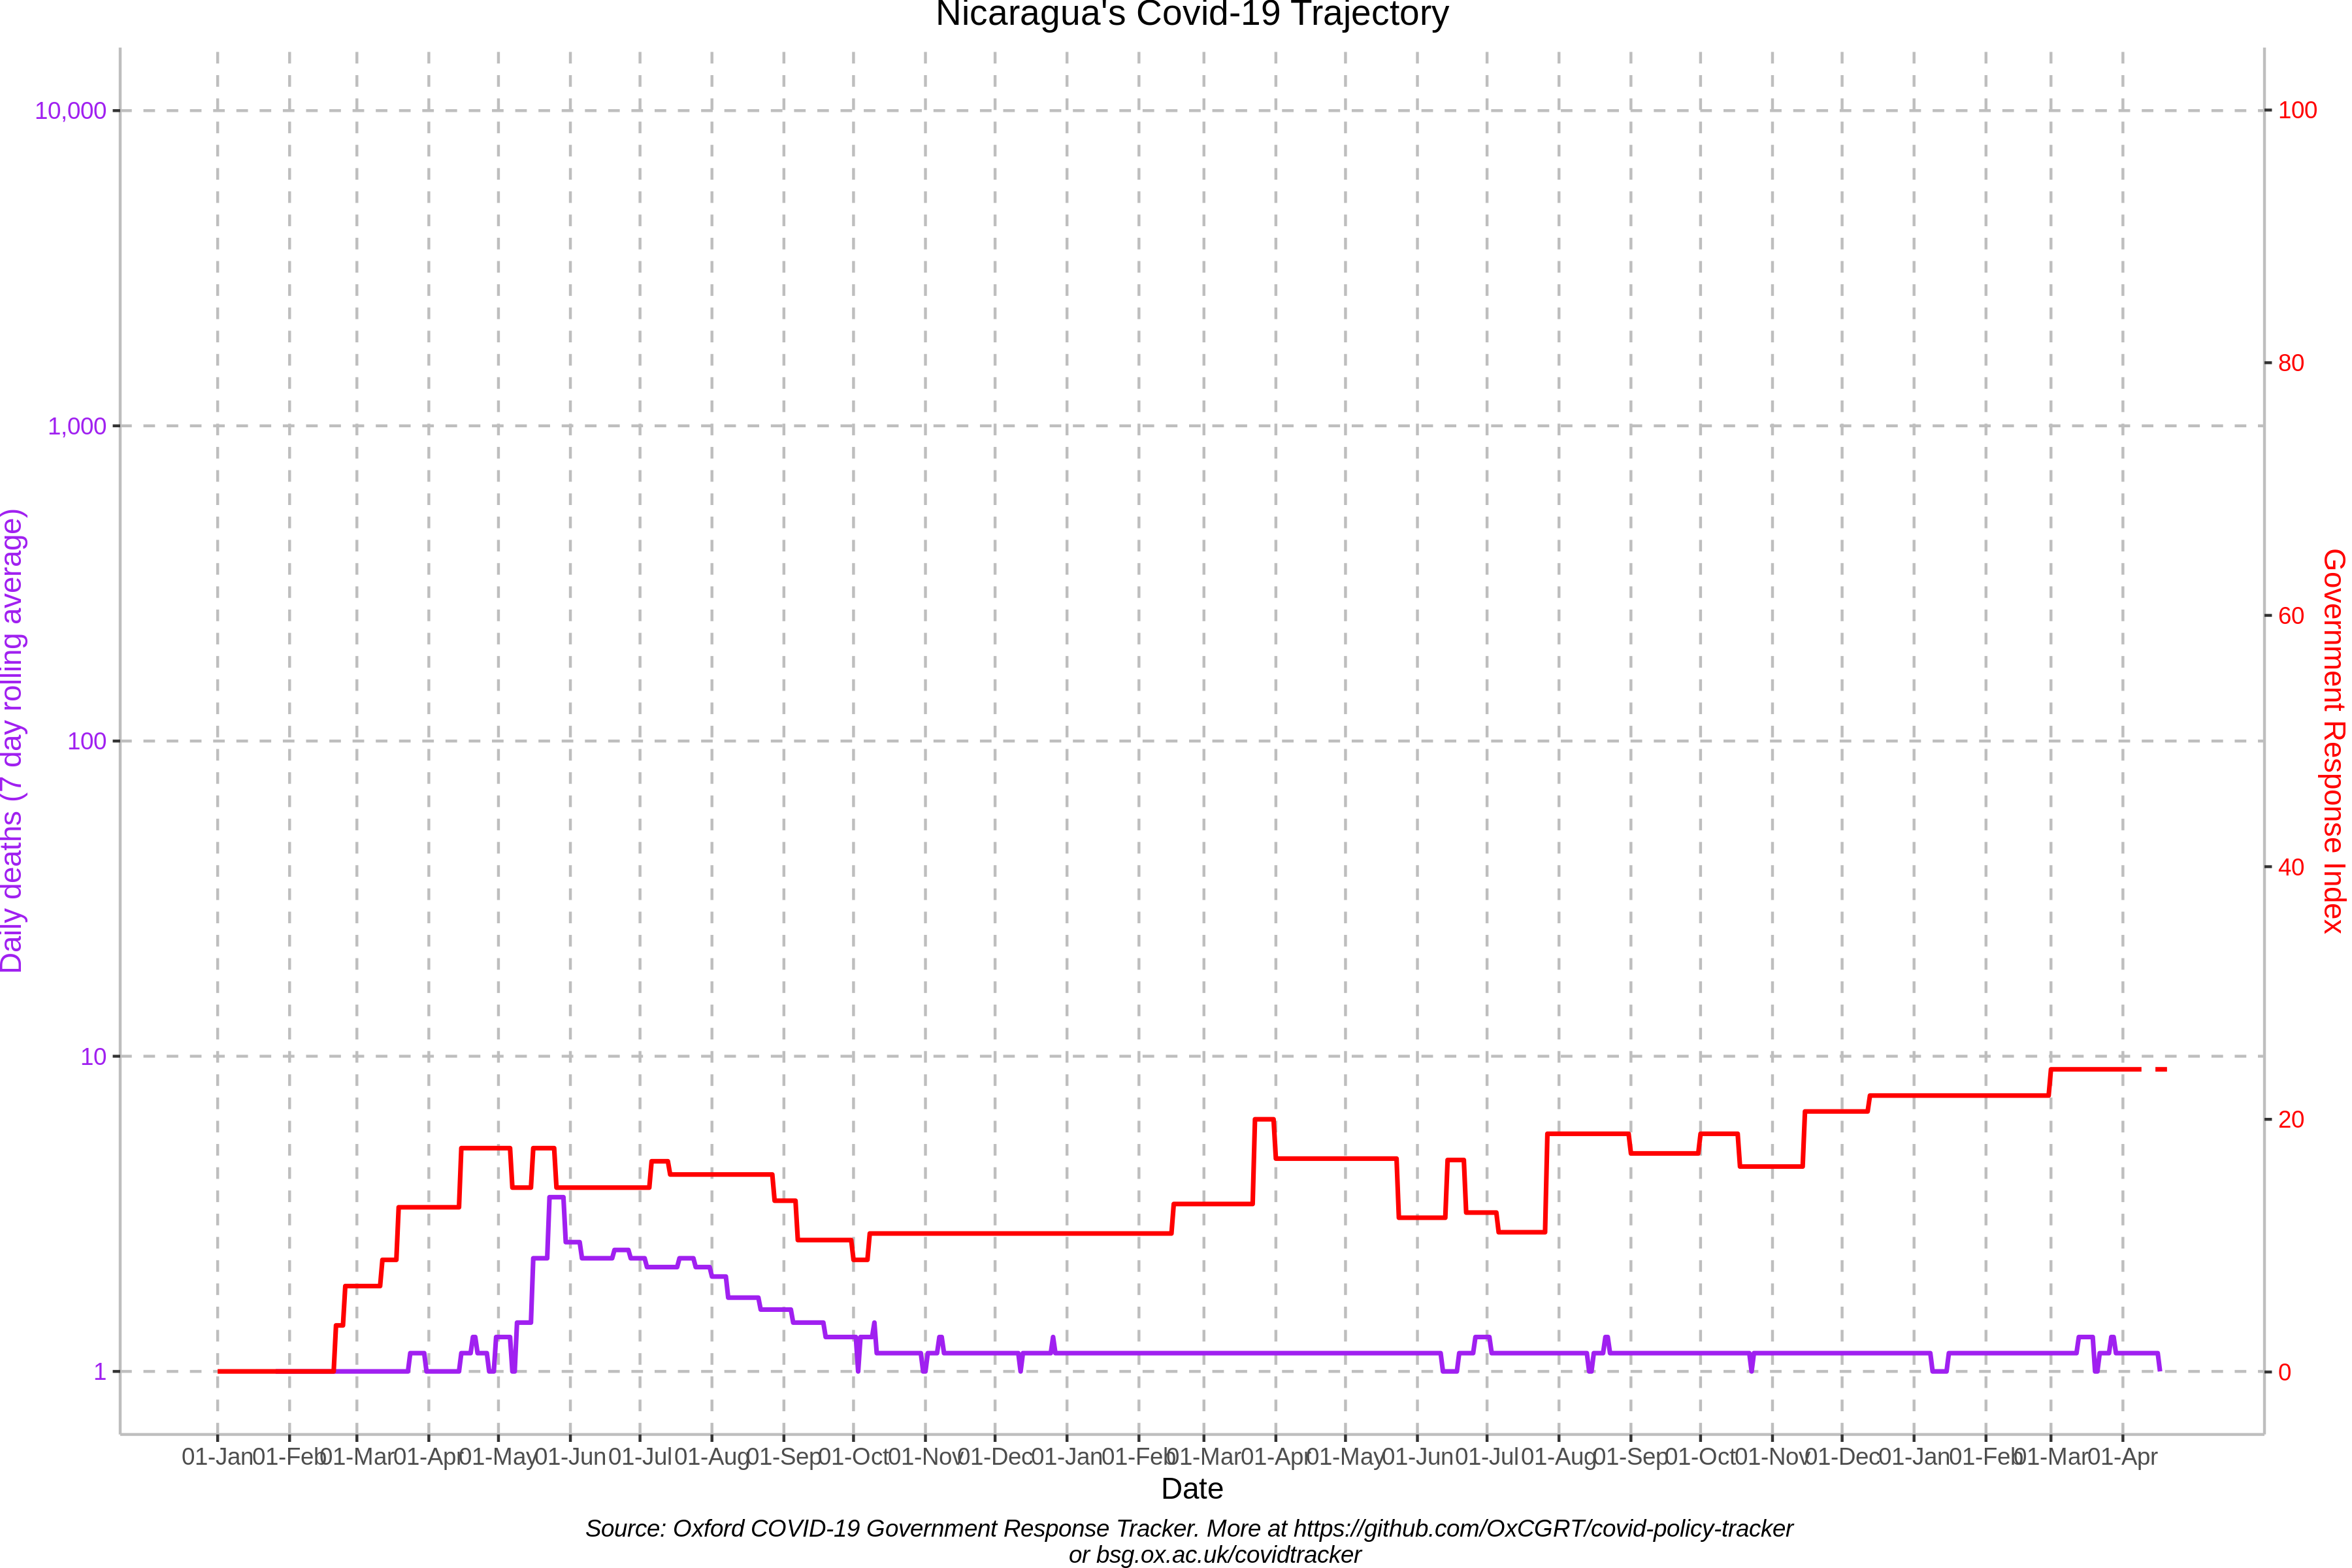 Nicaragua's Covid-19 Trajectory
10,000
1,000
100
10
1
Daily deaths (7 day rolling average)
100
80
60
40
20
0
Government Response Index
01-Jan 01-Feb 01-Mar 01-Apr 01-May 01-Jun 01-Jul 01-Aug 01-Sep 01-Oct 01-Nov 01-Dec 01-Jan 01-Feb 01-Mar 01-Apr 01-May 01-Jun 01-Jul 01-Aug 01-Sep 01-Oct 01-Nov 01-Dec 01-Jan 01-Feb 01-Mar 01-Apr
Date
Source: Oxford COVID-19 Government Response Tracker. More at https://github.com/OxCGRT/covid-policy-tracker
or bsg.ox.ac.uk/covidtracker